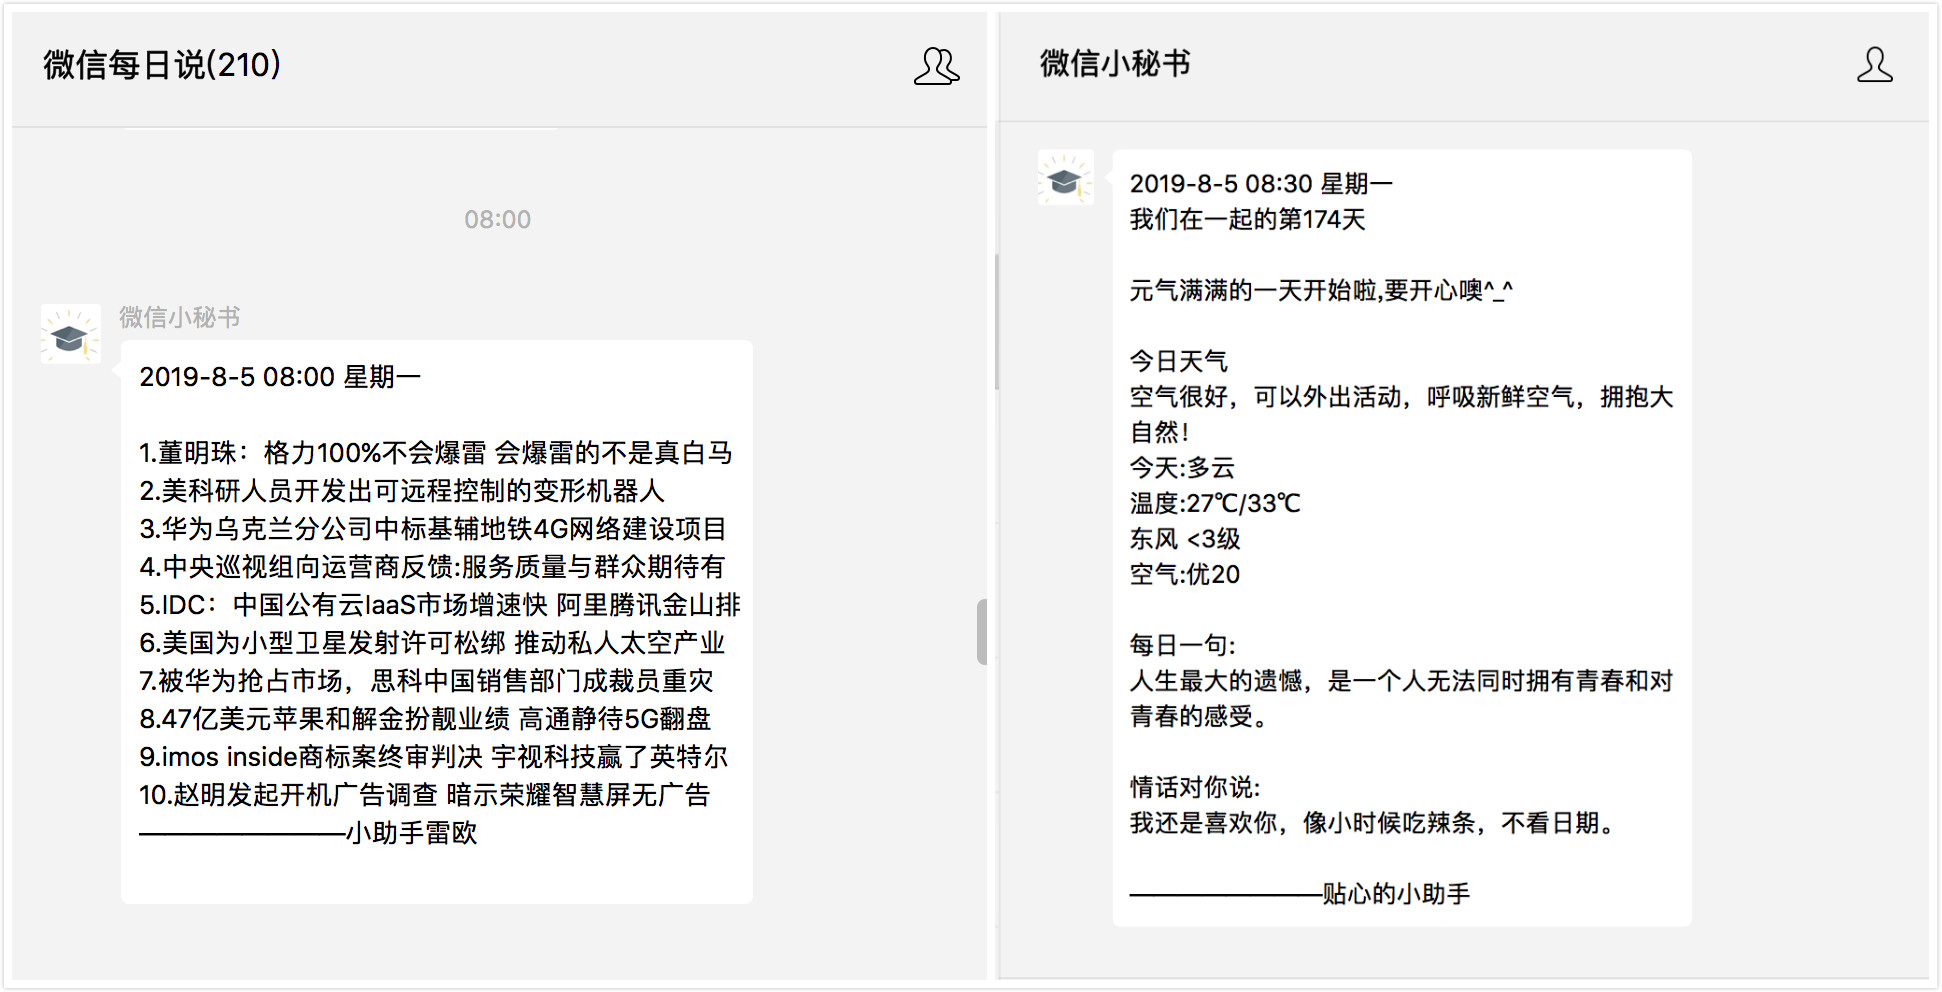 微信每日说(210)
08:00
微信小秘书
2019-8-5 08:00 星期一
1.董明珠：格力100%不会爆雷 会爆雷的不是真白马
2.美科研人员开发出可远程控制的变形机器人
3.华为乌克兰分公司中标基辅地铁4G网络建设项目
4.中央巡视组向运营商反馈:服务质量与群众期待有
5.IDC：中国公有云IaaS市场增速快 阿里腾讯金山排
6.美国为小型卫星发射许可松绑 推动私人太空产业
7.被华为抢占市场，思科中国销售部门成裁员重灾
8.47亿美元苹果和解金扮靓业绩 高通静待5G翻盘
9.imos inside商标案终审判决 宇视科技赢了英特尔
10.赵明发起开机广告调查 暗示荣耀智慧屏无广告
————————小助手雷欧
微信小秘书
2019-8-5 08:30 星期一
我们在一起的第174天
元气满满的一天开始啦,要开心噢^_^
今日天气
空气很好，可以外出活动，呼吸新鲜空气，拥抱大
自然！
今天:多云
温度:27℃/33℃
东风 <3级
空气:优20
每日一句:
人生最大的遗憾，是一个人无法同时拥有青春和对
青春的感受。
情话对你说:
我还是喜欢你，像小时候吃辣条，不看日期。
————————贴心的小助手